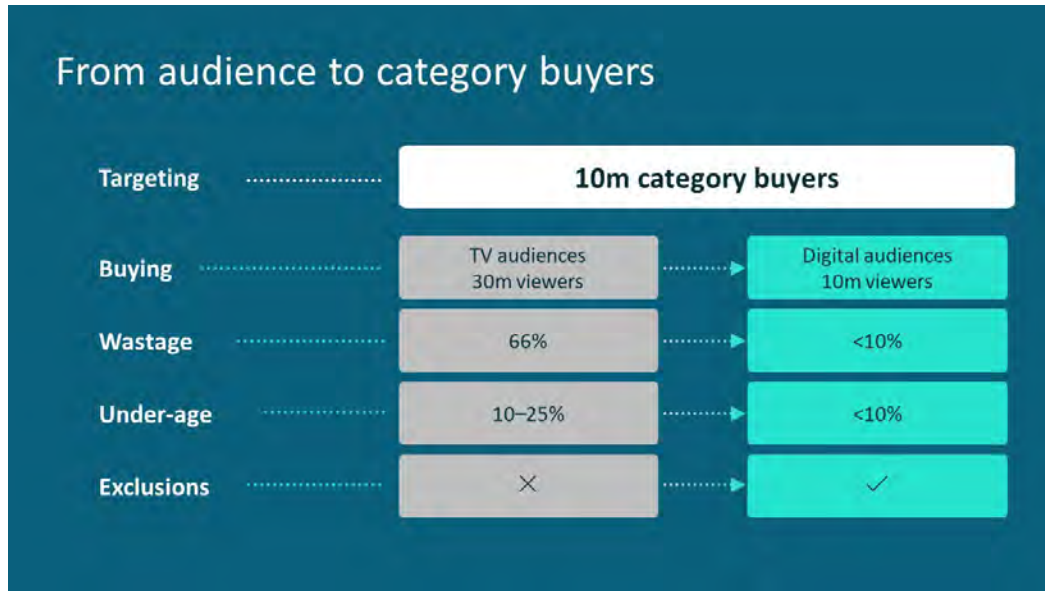 From audience to category buyers
Targeting
10m category buyers
Buying
TV audiences
30m viewers
Digital audiences
10m viewers
Wastage
66%
<10%
Under-age
10–25%
<10%
Exclusions